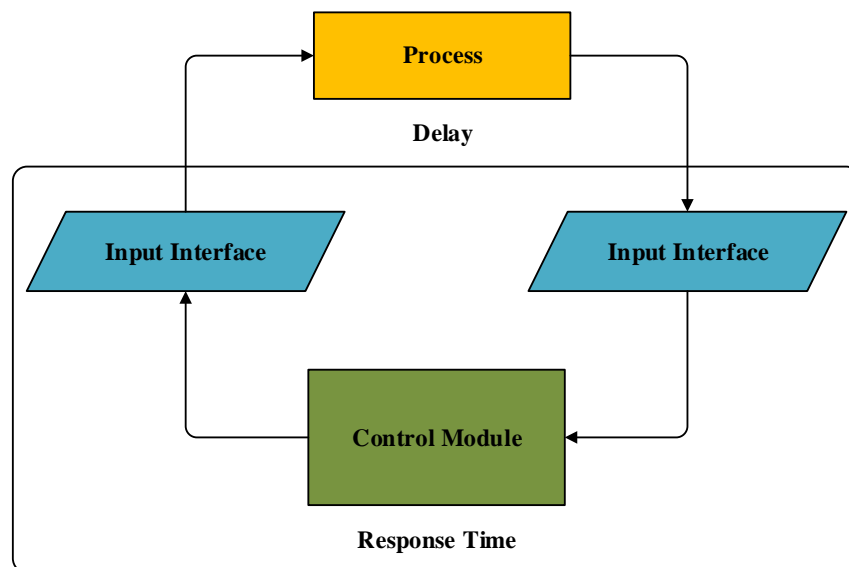 Process
Delay
Input Interface
Input Interface
Control Module
Response Time